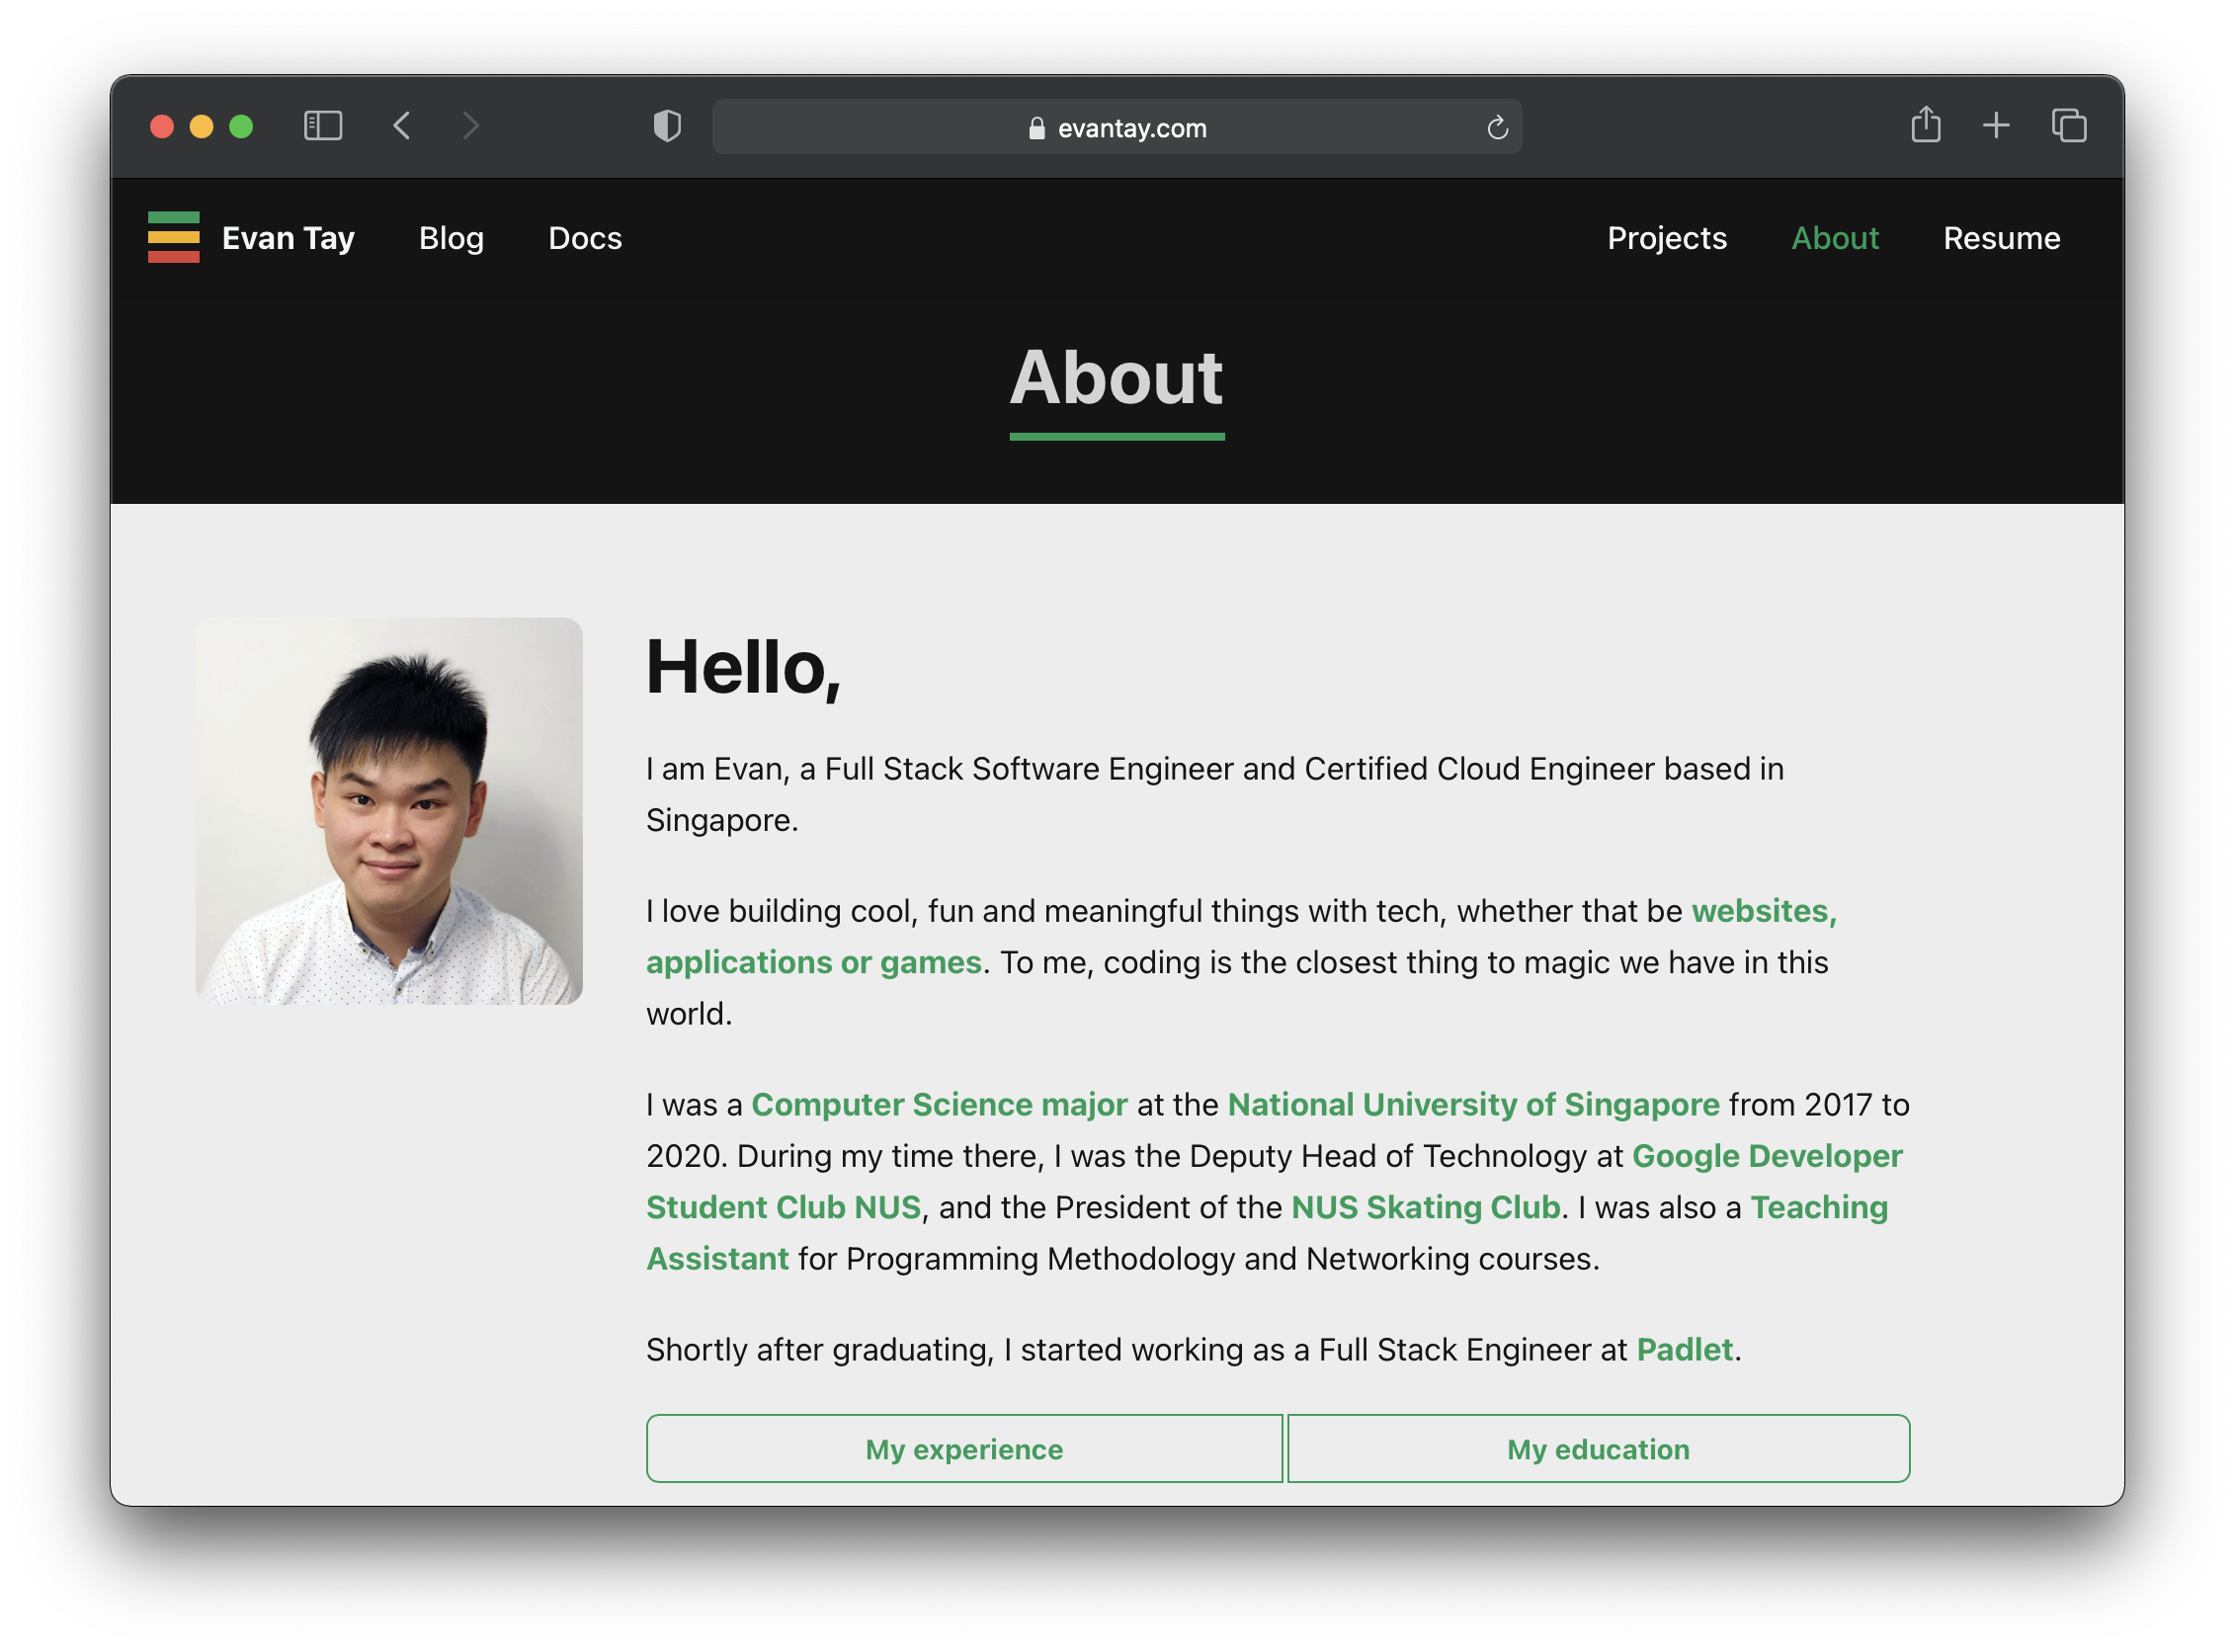 evantay.com
Evan Tay
Blog
Docs
Projects
About
Resume
About
Hello,
I am Evan, a Full Stack Software Engineer and Certified Cloud Engineer based in
Singapore.
I love building cool, fun and meaningful things with tech, whether that be websites,
applications or games. To me, coding is the closest thing to magic we have in this
world.
I was a Computer Science major at the National University of Singapore from 2017 to
2020. During my time there, I was the Deputy Head of Technology at Google Developer
Student Club NUS, and the President of the NUS Skating Club. I was also a Teaching
Assistant for Programming Methodology and Networking courses.
Shortly after graduating, I started working as a Full Stack Engineer at Padlet.
My experience
My education